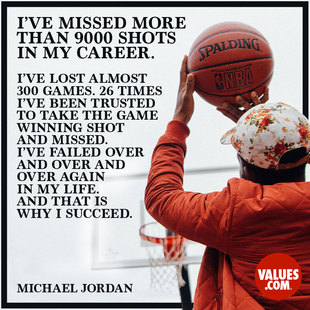 I'VE MISSED MORE
THAN 9000 SHOTS
IN MY CAREER.
I'VE LOST ALMOST
300 GAMES. 26 TIMES
I'VE BEEN TRUSTED
TO TAKE THE GAME
WINNING SHOT
AND MISSED.
I'VE FAILED OVER
AND OVER AND
OVER AGAIN
IN MY LIFE.
AND THAT IS
WHY I SUCCEED.
MICHAEL JORDAN
SPALDING
NBA
VALUES
.COM